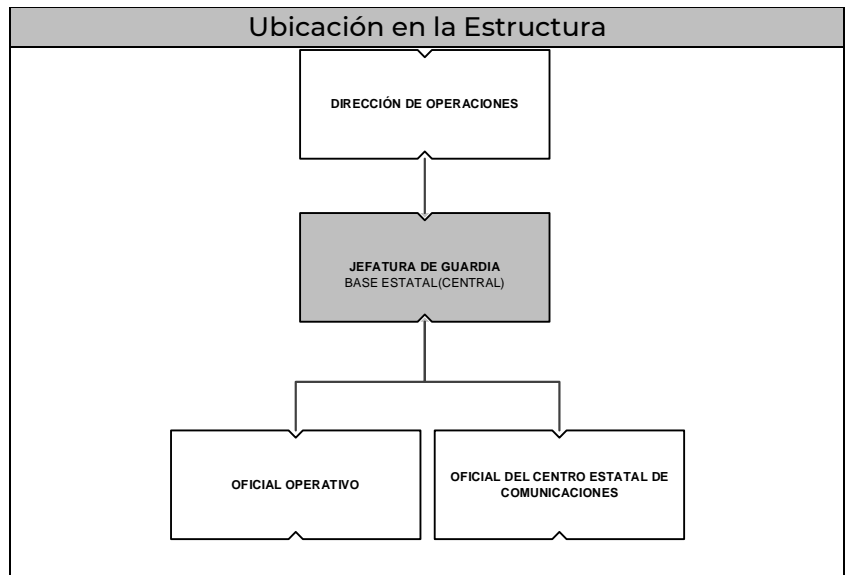 Ubicación en la Estructura
DIRECCIÓN DE OPERACIONES
JEFATURA DE GUARDIA
BASE ESTATAL(CENTRAL)
OFICIAL OPERATIVO
OFICIAL DEL CENTRO ESTATAL DE
COMUNICACIONES